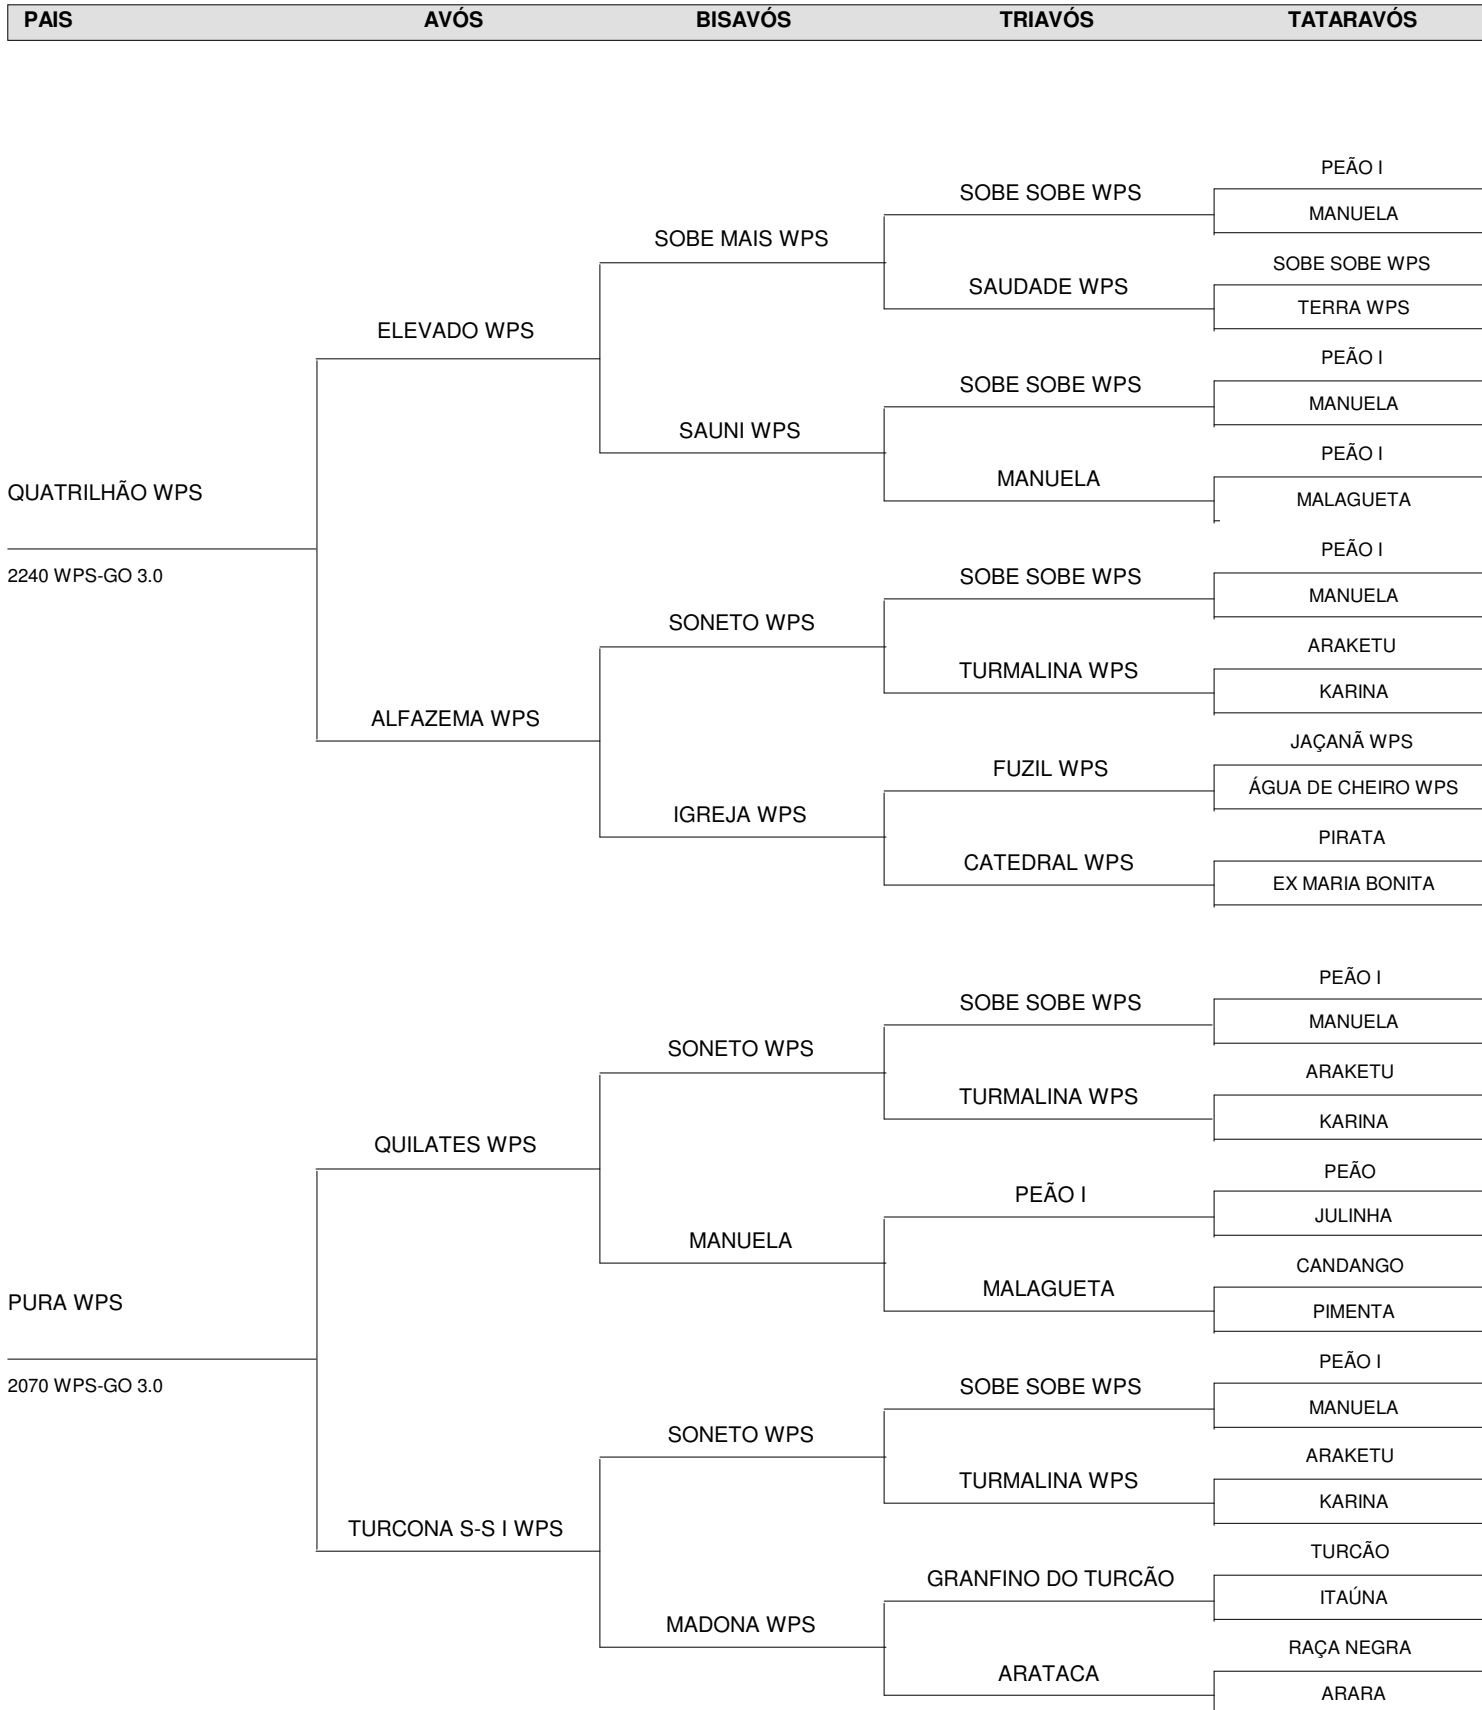 PAIS AVÓS BISAVÓS TRIAVÓS TATARAVÓS
PEÃO I
SOBE SOBE WPS
MANUELA
SOBE MAIS WPS
SOBE SOBE WPS
SAUDADE WPS
TERRA WPS
ELEVADO WPS
PEÃO I
SOBE SOBE WPS
MANUELA
SAUNI WPS
PEÃO I
MANUELA
QUATRILHÃO WPS
MALAGUETA
PEÃO I
2240 WPS-GO 3.0
SOBE SOBE WPS
MANUELA
SONETO WPS
ARAKETU
TURMALINA WPS
KARINA
ALFAZEMA WPS
JAÇANÃ WPS
FUZIL WPS
ÁGUA DE CHEIRO WPS
IGREJA WPS
PIRATA
CATEDRAL WPS
EX MARIA BONITA
PEÃO I
SOBE SOBE WPS
MANUELA
SONETO WPS
ARAKETU
TURMALINA WPS
KARINA
QUILATES WPS
PEÃO
PEÃO I
JULINHA
MANUELA
CANDANGO
MALAGUETA
PURA WPS
PIMENTA
PEÃO I
2070 WPS-GO 3.0
SOBE SOBE WPS
MANUELA
SONETO WPS
ARAKETU
TURMALINA WPS
KARINA
TURCONA S-S I WPS
TURCÃO
GRANFINO DO TURCÃO
ITAÚNA
MADONA WPS
RAÇA NEGRA
ARATACA
ARARA